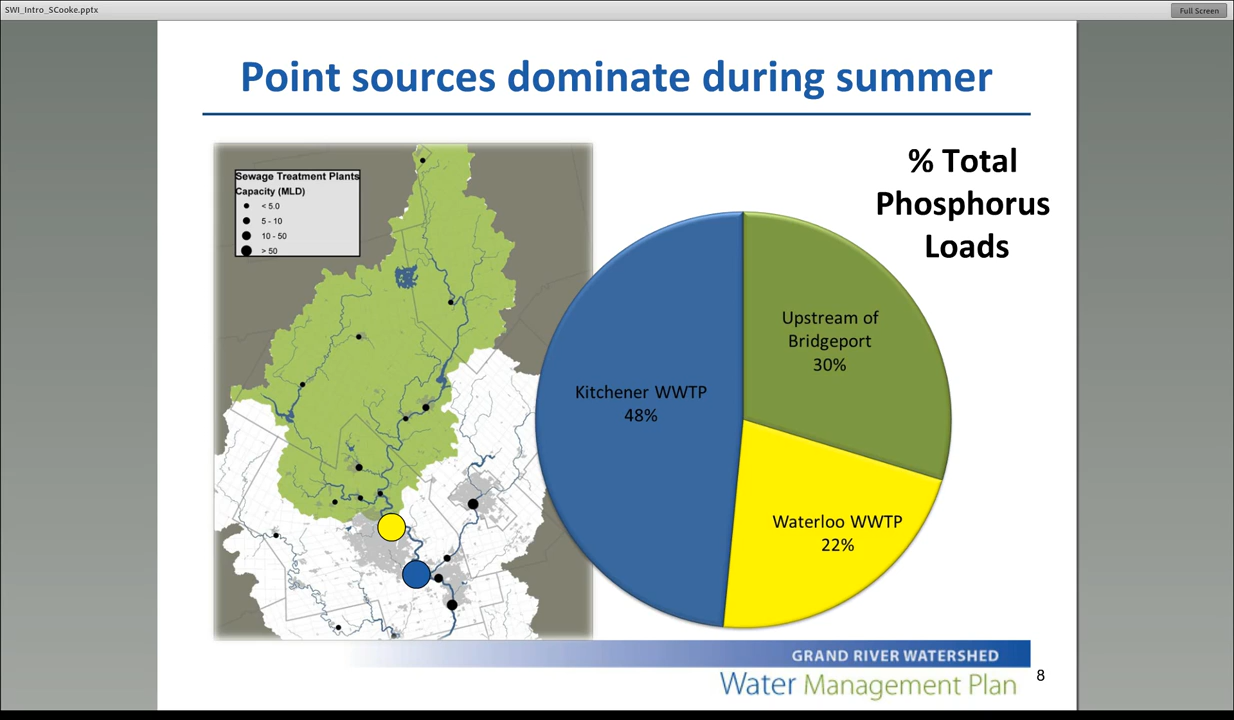 SWI_Intro_SCooke.pptx
Full Screen
Point sources dominate during summer
Sewage Treatment Plants
Capacity (MLD)
< 5.0
5 - 10
10 - 50
> 50
% Total
Phosphorus
Loads
Upstream of
Bridgeport
30%
Kitchener WWTP
48%
Waterloo WWTP
22%
GRAND RIVER WATERSHED
Water Management Plan
8